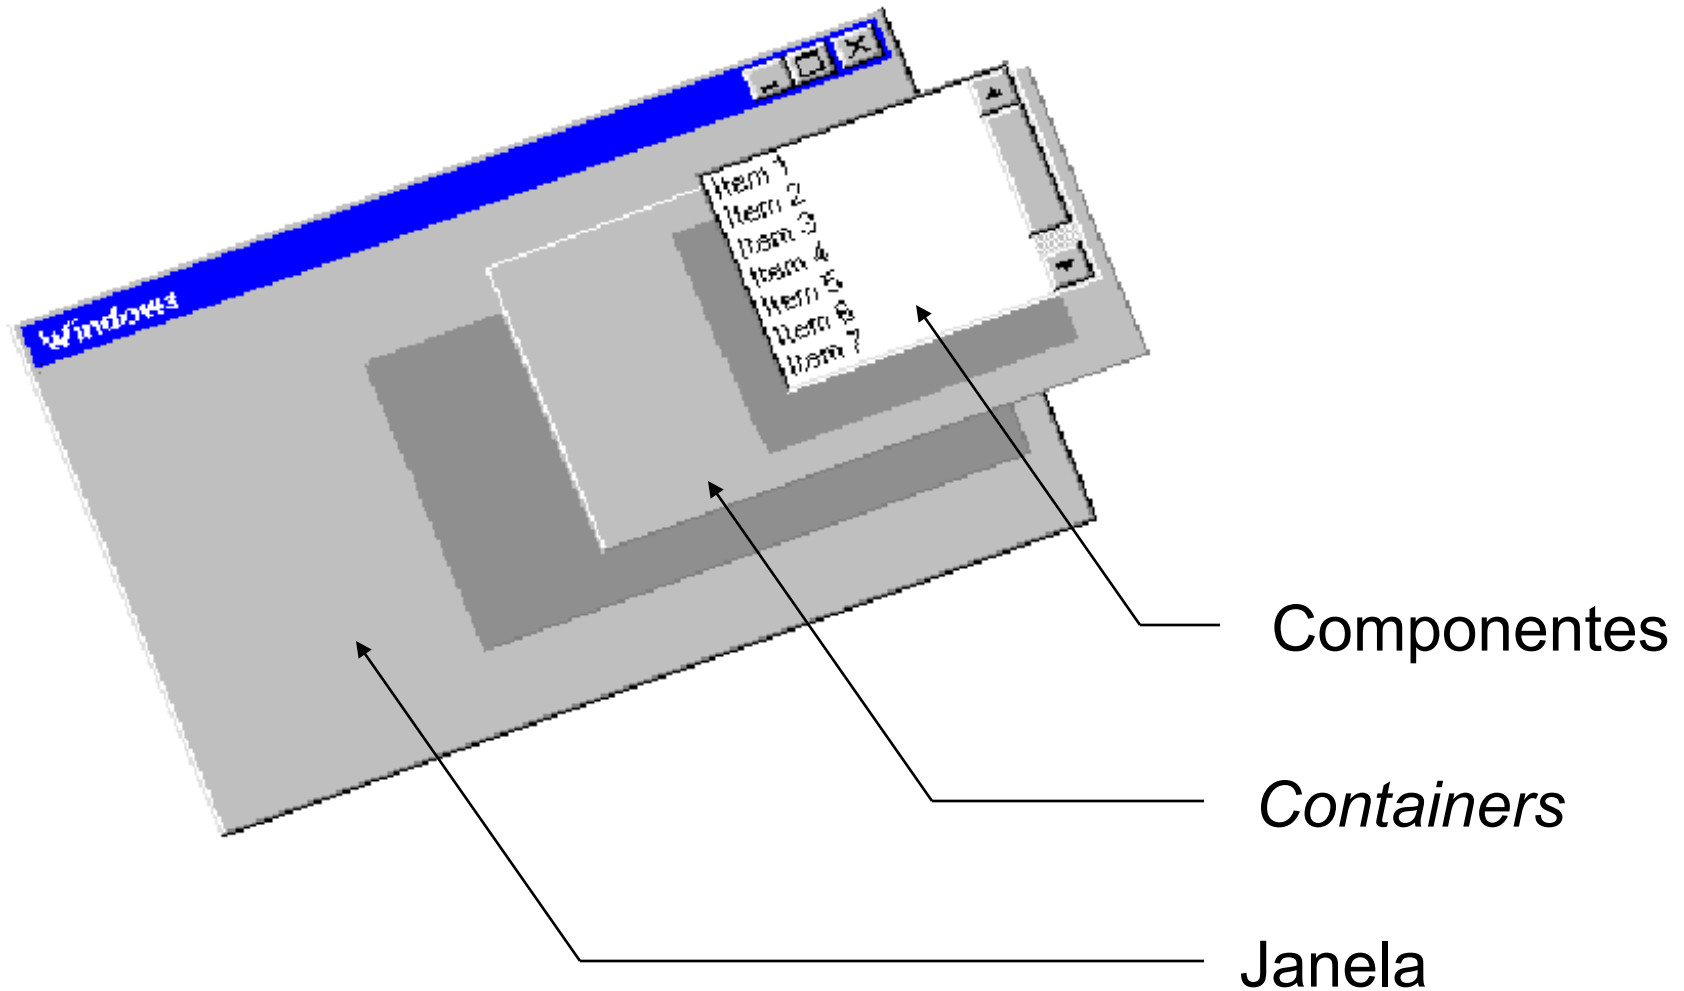 Windows
Item 1
Item 2
Item 3
Item 4
Item 5
Item 6
Item 7
Componentes
Containers
Janela